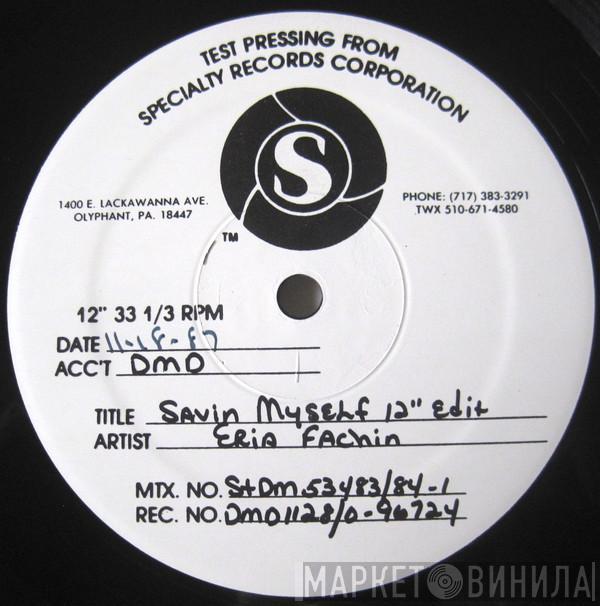 TEST PRESSING FROM
SPECIALTY RECORDS CORPORATION
S
1400 E. LACKAWANNA AVE.
OLYPHANT, PA. 18447
PHONE: (717) 383-3291
TWX 510-671-4580
TM
12" 33 1/3 RPM
DATE 11-18-87
ACC'T DMD
TITLE SAVIN MYSELF 12" Edit
ARTIST ERIA FACHIN
MTX. NO. StDm 53483/84-1
REC. NO. DMD1128/0-96724
МАРКЕТ ВИНИЛА